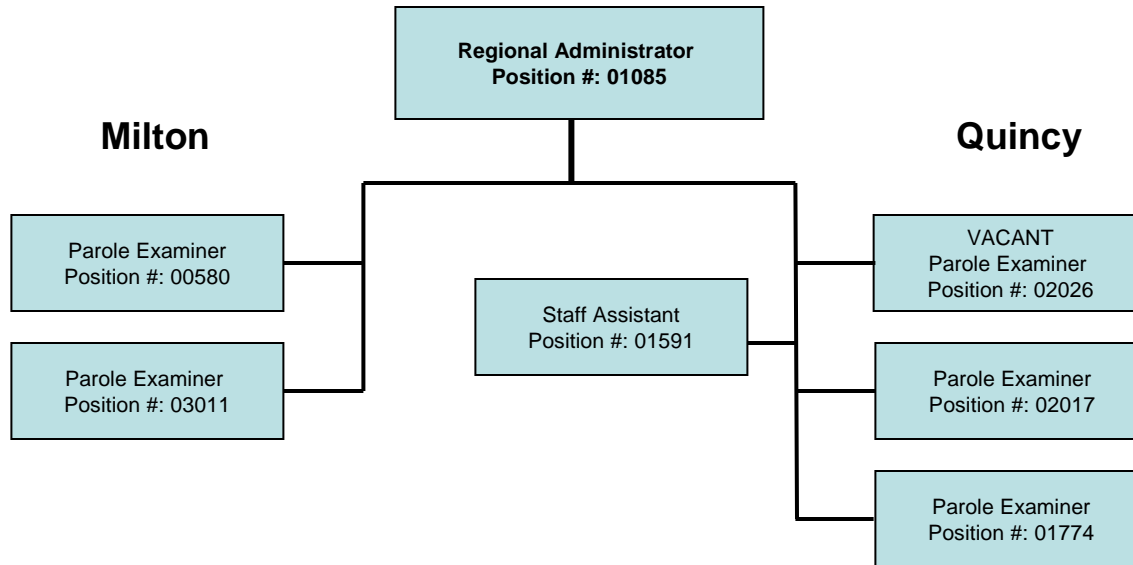 Regional Administrator
Position #: 01085
Milton
Quincy
Parole Examiner
Position #: 00580
Parole Examiner
Position #: 03011
Staff Assistant
Position #: 01591
VACANT
Parole Examiner
Position #: 02026
Parole Examiner
Position #: 02017
Parole Examiner
Position #: 01774